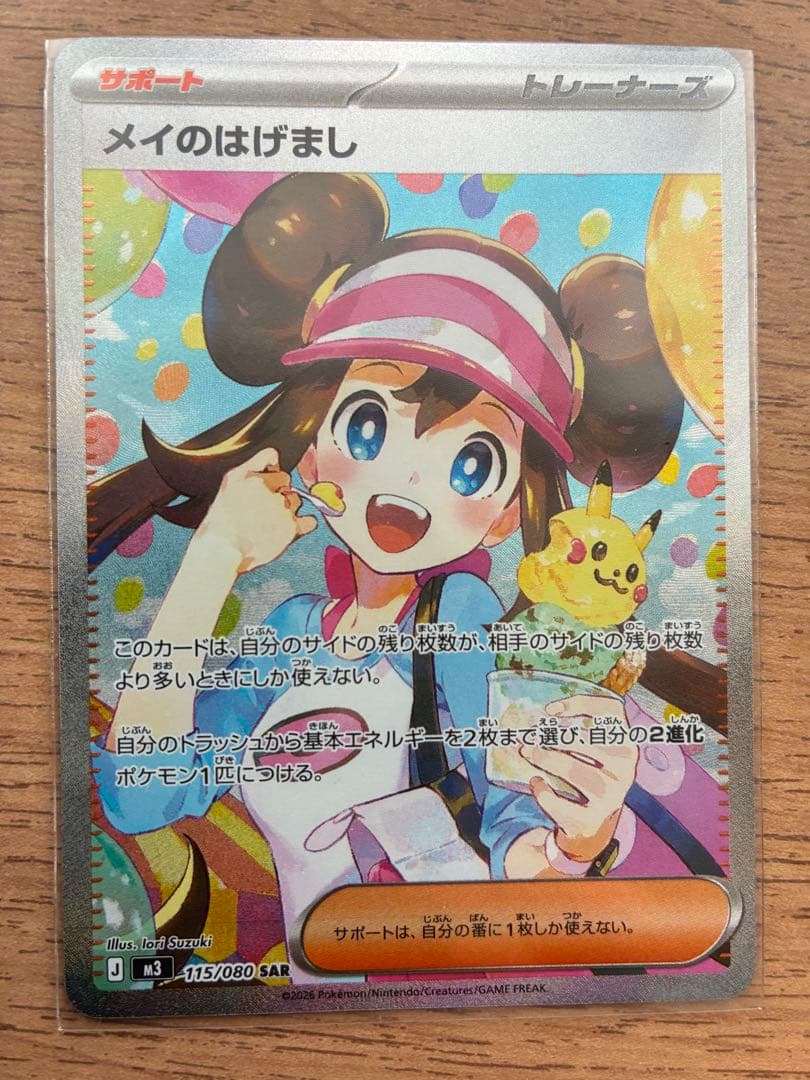 サポート
トレーナーズ
メイのはげまし
このカードは、自分のサイドの残り枚数が、相手のサイドの残り枚数
より多いときにしか使えない。
自分のトラッシュから基本エネルギーを2枚まで選び、自分の2進化
ポケモン1匹につける。
サポートは、自分の番に1枚しか使えない。
Illus. Iori Suzuki
J M3 115/080 SAR
©2026 Pokémon/Nintendo/Creatures/GAME FREAK.